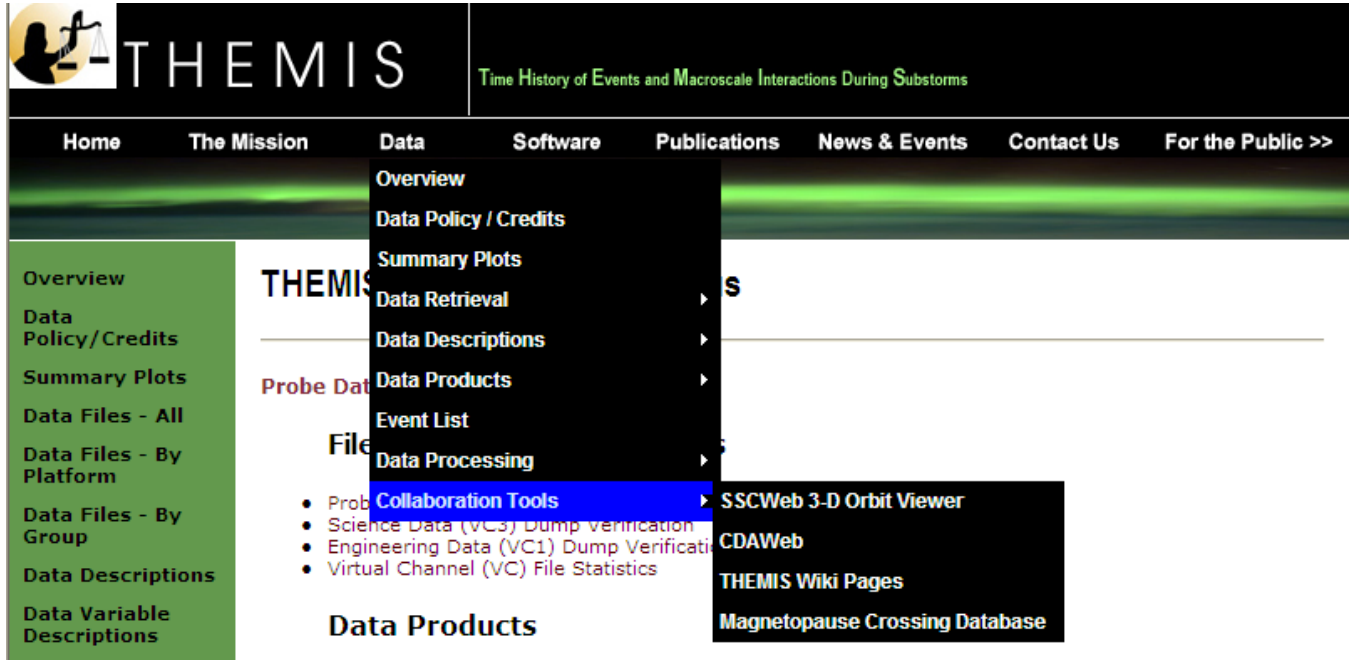 THEMIS
Time History of Events and Macroscale Interactions During Substorms
Home The Mission Data Software Publications News & Events Contact Us For the Public >>
Overview
Data Policy / Credits
Summary Plots
Data Retrieval
Data Descriptions
Data Products
Event List
Data Processing
Collaboration Tools
SSCWeb 3-D Orbit Viewer
CDAWeb
THEMIS Wiki Pages
Magnetopause Crossing Database
Overview
Data
Policy/Credits
Summary Plots
Data Files - All
Data Files - By
Platform
Data Files - By
Group
Data Descriptions
Data Variable
Descriptions
Probe
Science Data (VC3) Dump Verification
Engineering Data (VC1) Dump
Virtual Channel (VC) File Statistics
Data Products